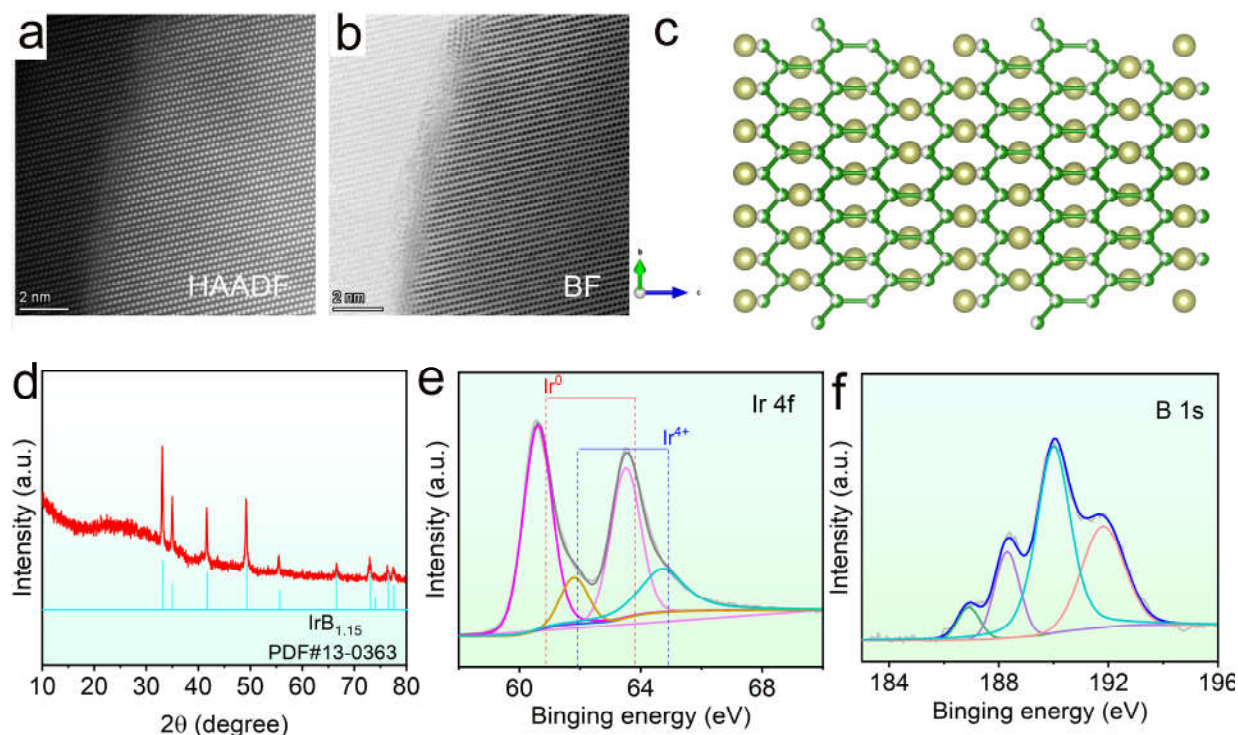 a
2 nm
HAADF
b
2 nm
BF
b
c
c
d
Intensity (a.u.)
IrB₁.₁₅
PDF#13-0363
10 20 30 40 50 60 70 80
2θ (degree)
e
Intensity (a.u.)
Ir⁰
Ir⁴⁺
Ir 4f
60 64 68
Binging energy (eV)
f
Intensity (a.u.)
B 1s
184 188 192 196
Binging energy (eV)